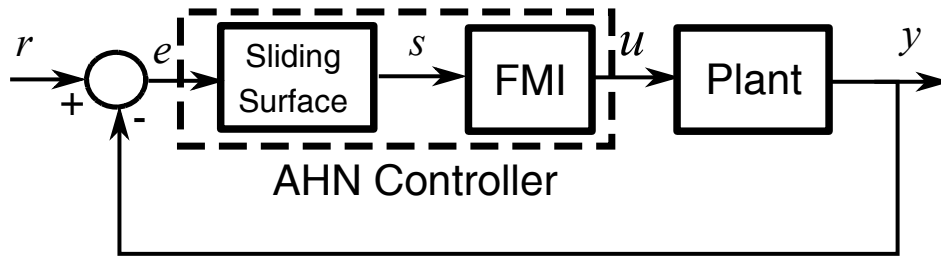 r
+
-
e
Sliding
Surface
s
FMI
u
Plant
y
AHN Controller